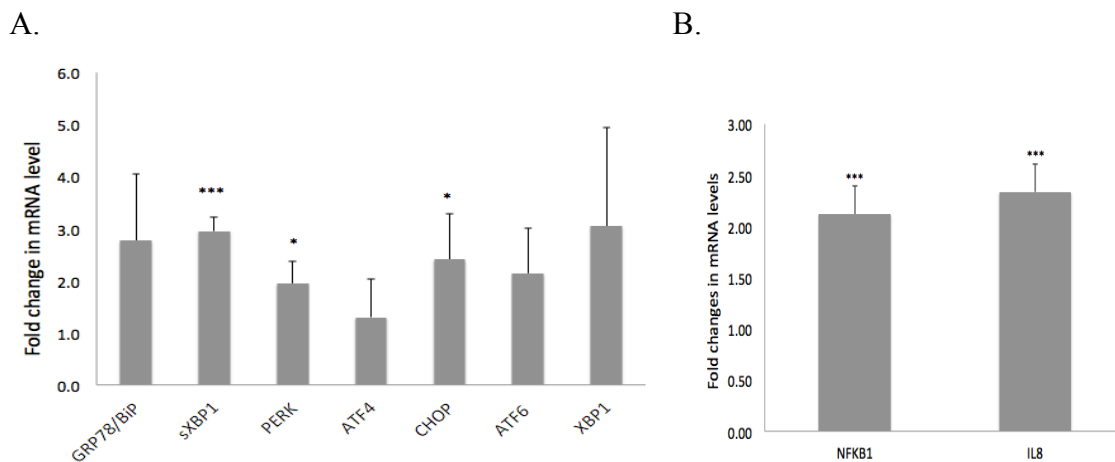 A.
B.
Fold change in mRNA level
6.0
5.0
4.0
3.0
2.0
1.0
0.0
***
*
*
GRP78/BiP
sXBP1
PERK
ATF4
CHOP
ATF6
XBP1
Fold changes in mRNA levels
3.00
2.50
2.00
1.50
1.00
0.50
0.00
***
***
NFKB1
IL8